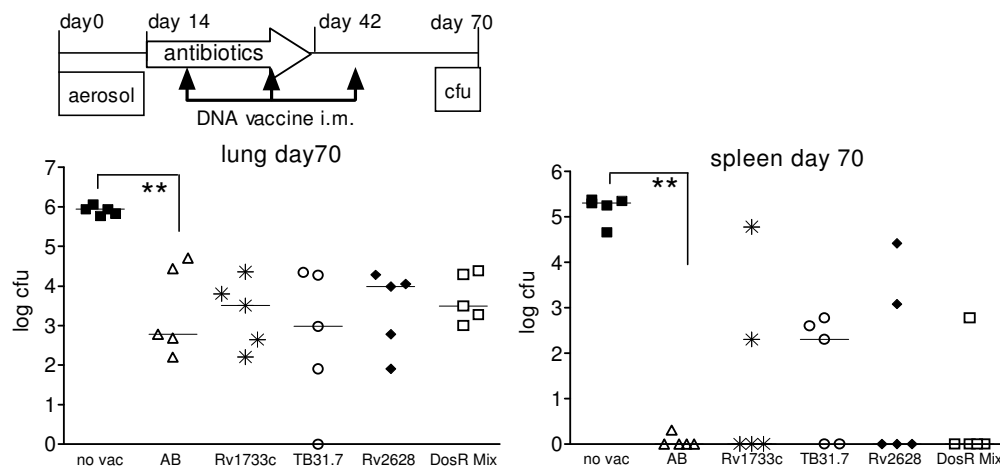 day0 day 14 day 42 day 70
antibiotics
aerosol
cfu
DNA vaccine i.m.
lung day70
7
6
5
4
3
2
1
0
log cfu
**
no vac AB Rv1733c TB31.7 Rv2628 DosR Mix
spleen day 70
6
5
4
3
2
1
0
log cfu
**
no vac AB Rv1733c TB31.7 Rv2628 DosR Mix